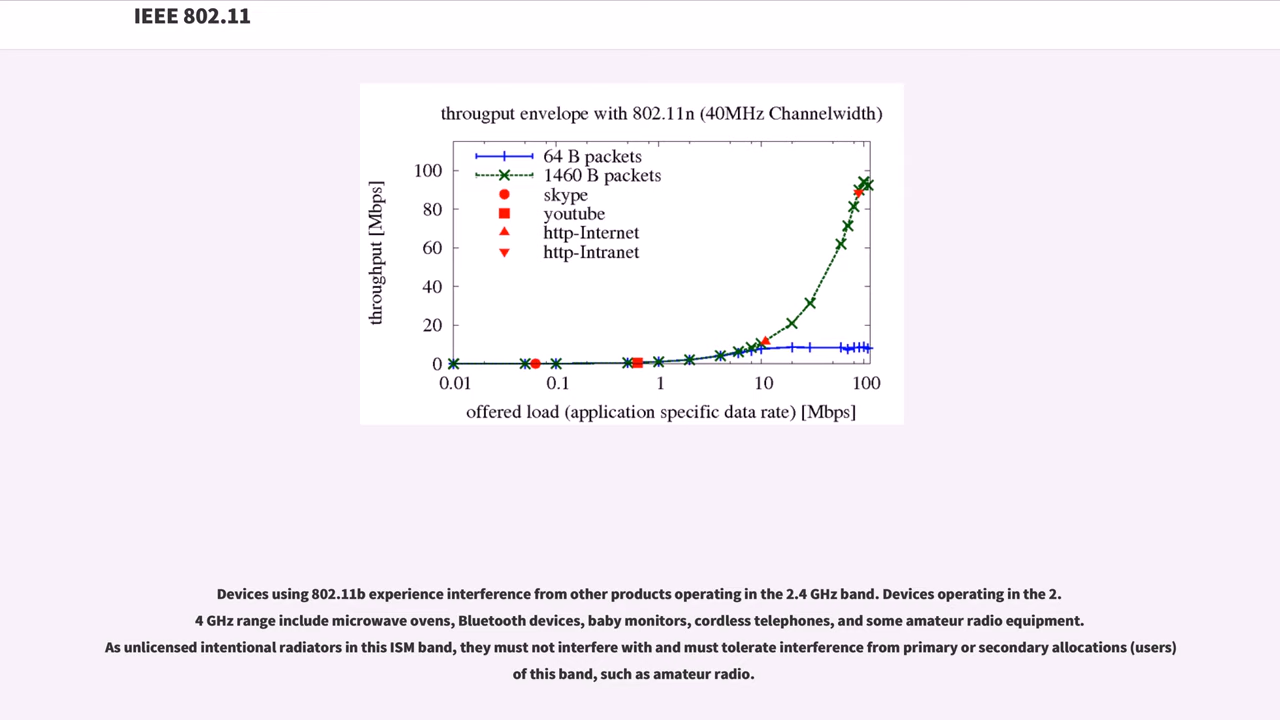 IEEE 802.11
througput envelope with 802.11n (40MHz Channelwidth)
64 B packets
1460 B packets
skype
youtube
http-Internet
http-Intranet
throughput [Mbps]
100
80
60
40
20
0
0.01 0.1 1 10 100
offered load (application specific data rate) [Mbps]
Devices using 802.11b experience interference from other products operating in the 2.4 GHz band. Devices operating in the 2.
4 GHz range include microwave ovens, Bluetooth devices, baby monitors, cordless telephones, and some amateur radio equipment.
As unlicensed intentional radiators in this ISM band, they must not interfere with and must tolerate interference from primary or secondary allocations (users)
of this band, such as amateur radio.